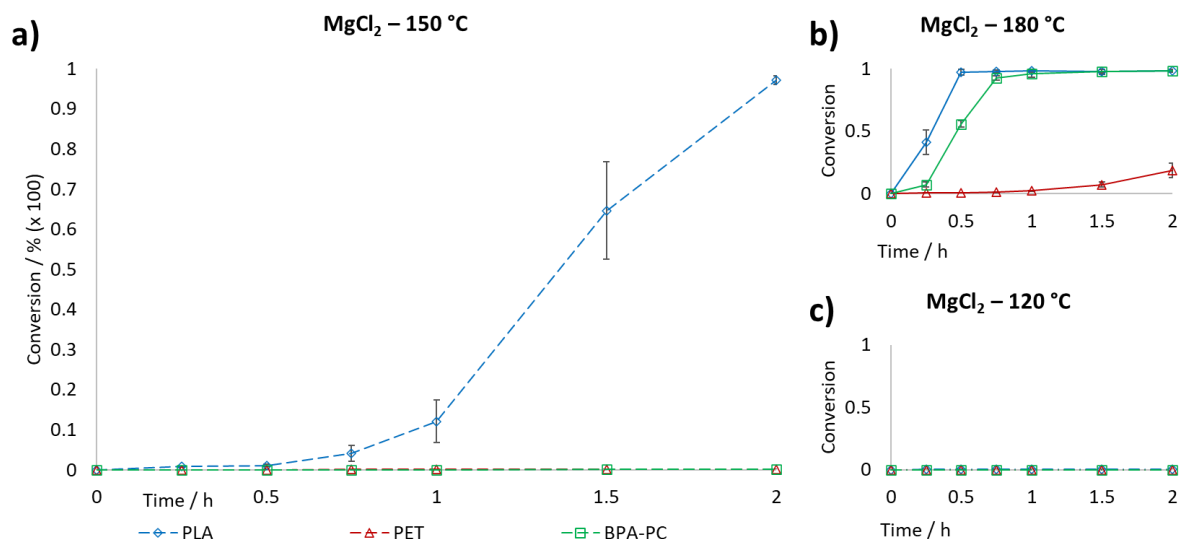 a)
MgCl₂ – 150 °C
Conversion / % (x 100)
1
0.9
0.8
0.7
0.6
0.5
0.4
0.3
0.2
0.1
0
0 0.5 1 1.5 2
Time / h
PLA PET BPA-PC
b)
MgCl₂ – 180 °C
Conversion
1
0.5
0
0 0.5 1 1.5 2
Time / h
c)
MgCl₂ – 120 °C
Conversion
1
0.5
0
0 0.5 1 1.5 2
Time / h